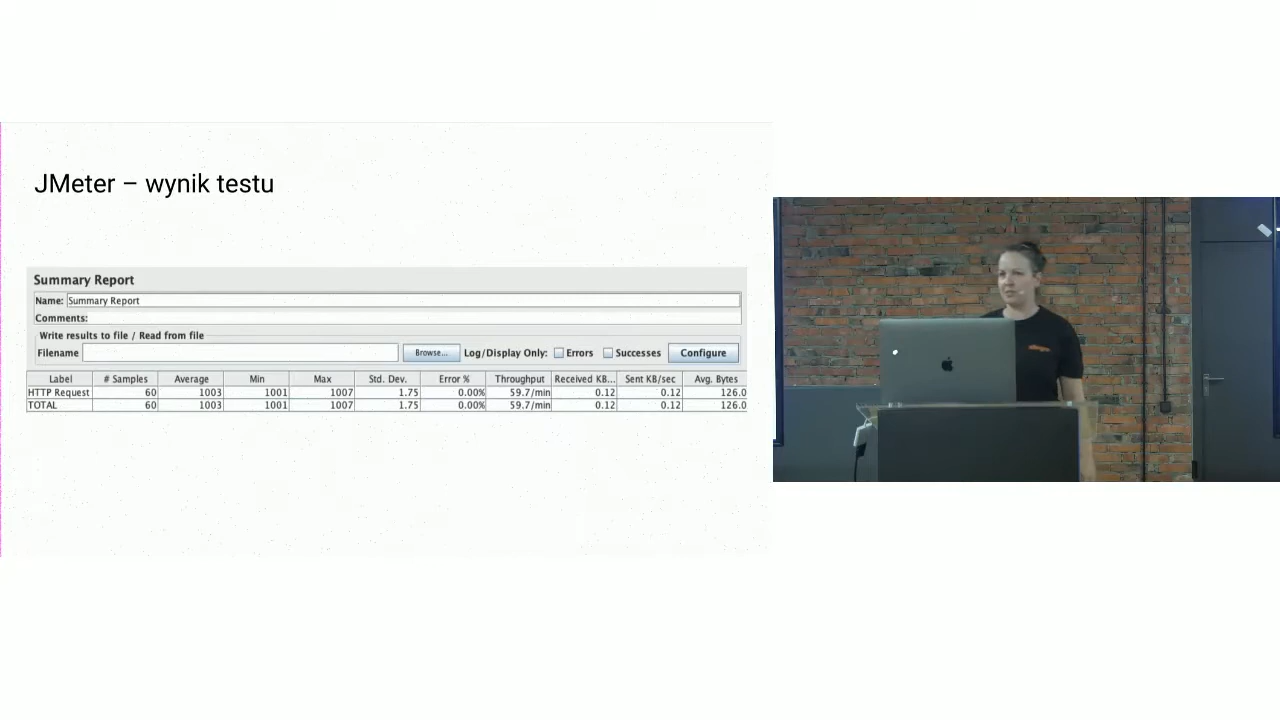 JMeter – wynik testu
Summary Report
Name: Summary Report
Comments:
Write results to file / Read from file
Filename Browse... Log/Display Only: Errors Successes Configure
Label # Samples Average Min Max Std. Dev. Error % Throughput Received KB... Sent KB/sec Avg. Bytes
HTTP Request 60 1003 1001 1007 1.75 0.00% 59.7/min 0.12 0.12 126.0
TOTAL 60 1003 1001 1007 1.75 0.00% 59.7/min 0.12 0.12 126.0
allegro